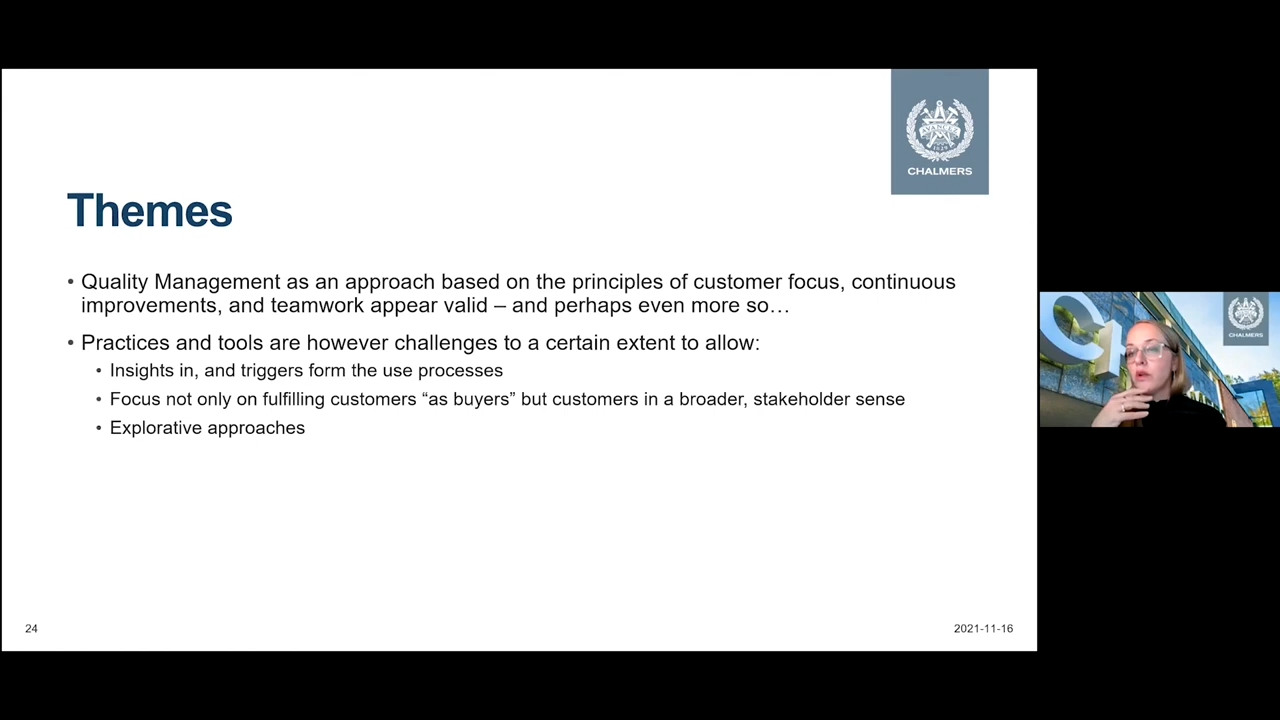 AVANCEZ
1829
CHALMERS
Themes
• Quality Management as an approach based on the principles of customer focus, continuous
improvements, and teamwork appear valid – and perhaps even more so…
• Practices and tools are however challenges to a certain extent to allow:
• Insights in, and triggers form the use processes
• Focus not only on fulfilling customers “as buyers” but customers in a broader, stakeholder sense
• Explorative approaches
24
2021-11-16
CHALMERS